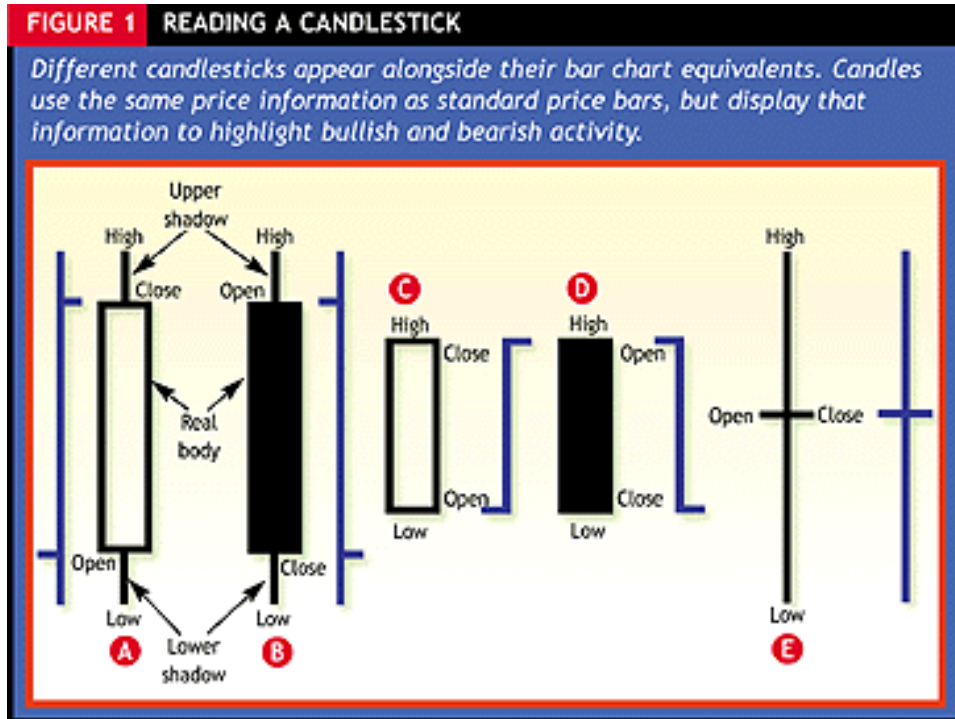 FIGURE 1 READING A CANDLESTICK
Different candlesticks appear alongside their bar chart equivalents. Candles
use the same price information as standard price bars, but display that
information to highlight bullish and bearish activity.
Upper
shadow
High
High
Close
Open
Real
body
Open
Close
Low
Low
A
Lower
shadow
B
C
High
Close
Open
Low
D
High
Open
Close
Low
High
Open
Close
Low
E